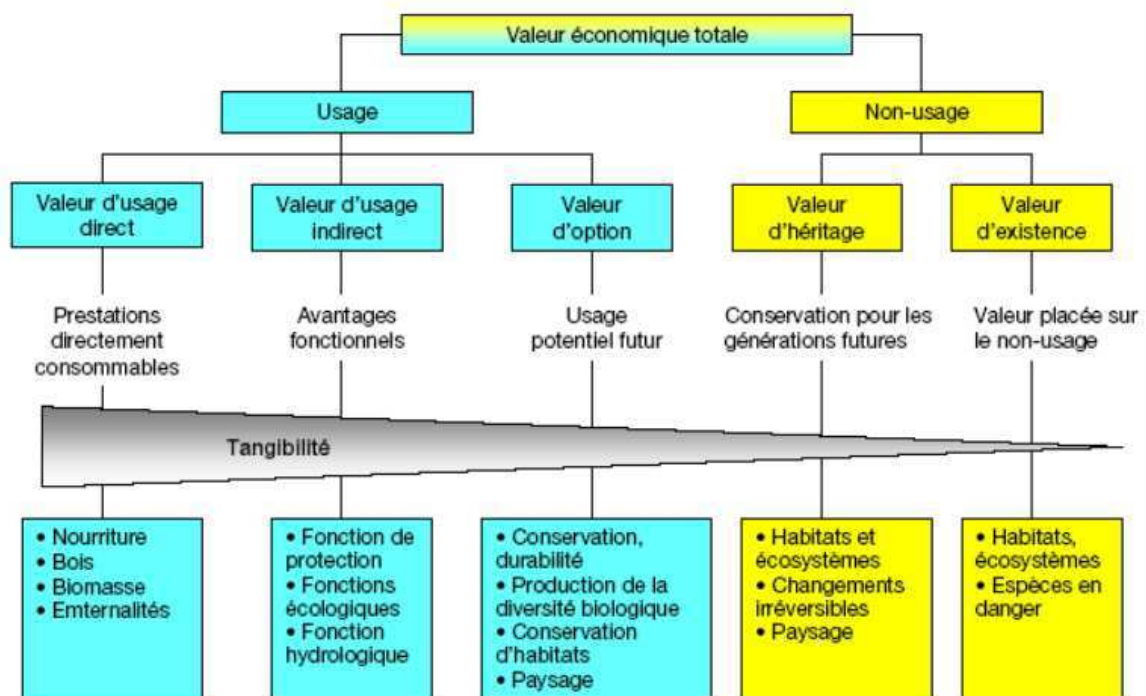 Valeur économique totale
Usage
Non-usage
Valeur d'usage
direct
Valeur d'usage
indirect
Valeur
d'option
Valeur
d'héritage
Valeur
d'existence
Prestations
directement
consommables
Avantages
fonctionnels
Usage
potentiel futur
Conservation pour les
générations futures
Valeur placée sur
le non-usage
Tangibilité
• Nourriture
• Bois
• Biomasse
• Emternalités
• Fonction de
protection
• Fonctions
écologiques
• Fonction
hydrologique
• Conservation,
durabilité
• Production de la
diversité biologique
• Conservation
d'habitats
• Paysage
• Habitats et
écosystèmes
• Changements
irréversibles
• Paysage
• Habitats,
écosystèmes
• Espèces en
danger